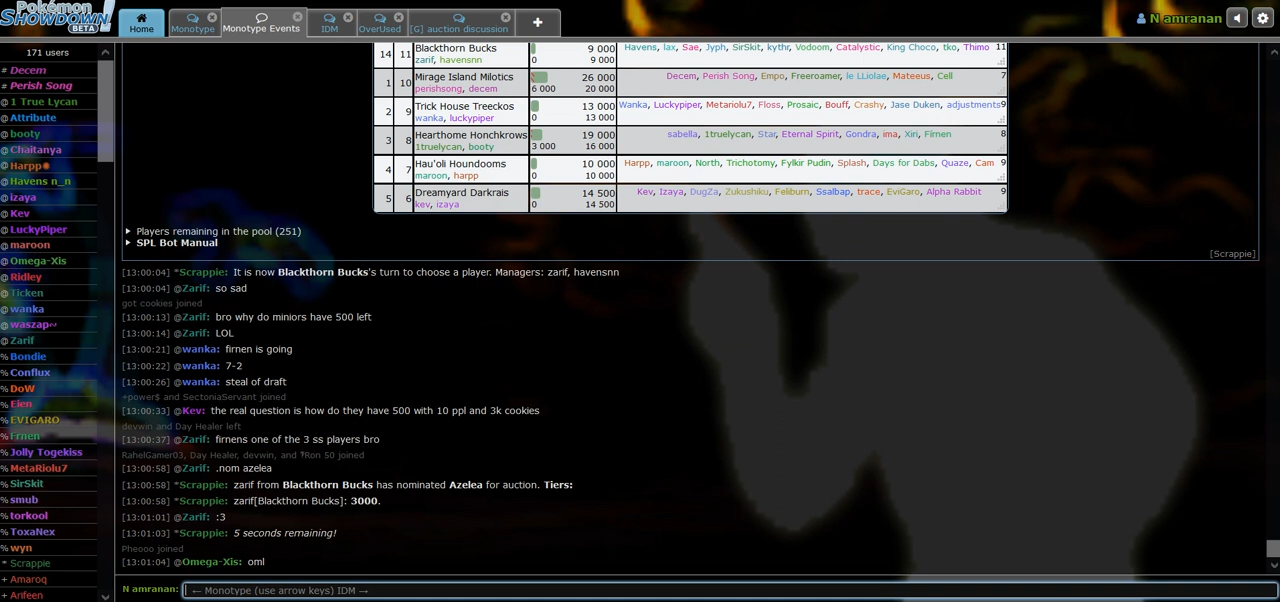 Pokémon
Showdown!
BETA!
Home
Monotype
Monotype Events
IDM
OverUsed
[G] auction discussion
+
N amranan
171 users
# Decem
# Perish Song
@ 1 True Lycan
@ Attribute
@ booty
@ Chaitanya
@ Harpp
@ Havens n_n
@ izaya
@ Kev
@ LuckyPiper
@ maroon
@ Omega-Xis
@ Ridley
@ Ticken
@ wanka
@ waszap~
@ Zarif
% Bondie
% Conflux
% DoW
% Elen
% EVIGARO
% Frnen
% Jolly Togekiss
% MetaRiolu7
% SirSkit
% smub
% torkool
% ToxaNex
% wyn
* Scrappie
+ Amaroq
+ Arifeen
14 11 Blackthorn Bucks 9 000 Havens, lax, Sae, Jyph, SirSkit, kythr, Vodoom, Catalystic, King Choco, tko, Thimo 11
zarif, havensnn 0 9 000
1 10 Mirage Island Milotics 26 000 Decem, Perish Song, Empo, Freeroamer, le LLiolae, Mateeus, Cell 7
perishsong, decem 6 000 20 000
2 9 Trick House Treeckos 13 000 Wanka, Luckypiper, Metariolu7, Floss, Prosaic, Bouff, Crashy, Jase Duken, adjustments 9
wanka, luckypiper 0 13 000
3 8 Hearthome Honchkrows 19 000 sabella, 1truelycan, Star, Eternal Spirit, Gondra, ima, Xiri, Firnen 8
1truelycan, booty 3 000 16 000
4 7 Hau'oli Houndooms 10 000 Harpp, maroon, North, Trichotomy, Fylkir Pudin, Splash, Days for Dabs, Quaze, Cam 9
maroon, harpp 0 10 000
5 6 Dreamyard Darkrais 14 500 Kev, Izaya, DugZa, Zukushiku, Feliburn, Ssalbap, trace, EviGaro, Alpha Rabbit 9
kev, izaya 0 14 500
▶ Players remaining in the pool (251)
▶ SPL Bot Manual
[Scrappie]
[13:00:04] *Scrappie: It is now Blackthorn Bucks's turn to choose a player. Managers: zarif, havensnn
[13:00:04] @Zarif: so sad
got cookies joined
[13:00:13] @Zarif: bro why do miniors have 500 left
[13:00:14] @Zarif: LOL
[13:00:21] @wanka: firnen is going
[13:00:22] @wanka: 7-2
[13:00:26] @wanka: steal of draft
+power$ and SectoniaServant joined
[13:00:33] @Kev: the real question is how do they have 500 with 10 ppl and 3k cookies
devwin and Day Healer left
[13:00:37] @Zarif: firnens one of the 3 ss players bro
RahelGamer03, Day Healer, devwin, and ‽Ron 50 joined
[13:00:58] @Zarif: .nom azelea
[13:00:58] *Scrappie: zarif from Blackthorn Bucks has nominated Azelea for auction. Tiers:
[13:00:58] *Scrappie: zarif[Blackthorn Bucks]: 3000.
[13:01:01] @Zarif: :3
[13:01:03] *Scrappie: 5 seconds remaining!
Pheooo joined
[13:01:04] @Omega-Xis: oml
N amranan: ← Monotype (use arrow keys) IDM →